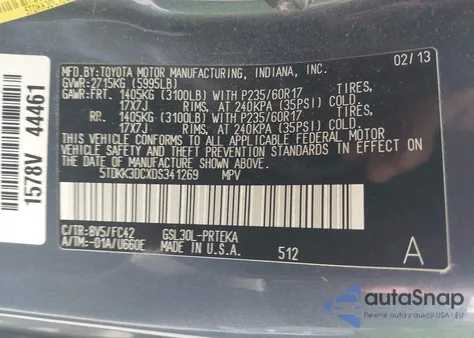 02/13
MFD.BY: TOYOTA MOTOR MANUFACTURING, INDIANA, INC.
GVWR: 2715KG (5995LB)
GAWR: FRT. 1405KG (3100LB) WITH P235/60R17 TIRES
17X7J RIMS, AT 240KPA (35PSI) COLD.
RR. 1405KG (3100LB) WITH P235/60R17 TIRES
17X7J RIMS, AT 240KPA (35PSI) COLD.
THIS VEHICLE CONFORMS TO ALL APPLICABLE FEDERAL MOTOR
VEHICLE SAFETY AND THEFT PREVENTION STANDARDS IN EFFECT
ON THE DATE OF MANUFACTURE SHOWN ABOVE.
5TDKK3DCXDS341269 MPV
C/TR: 8V5/FC42 GSL30L-PRTEKA
A/TM: -01A/U660E MADE IN U.S.A.
512
A
1578V 44461
autoSnap
Cars auctions USA - EU